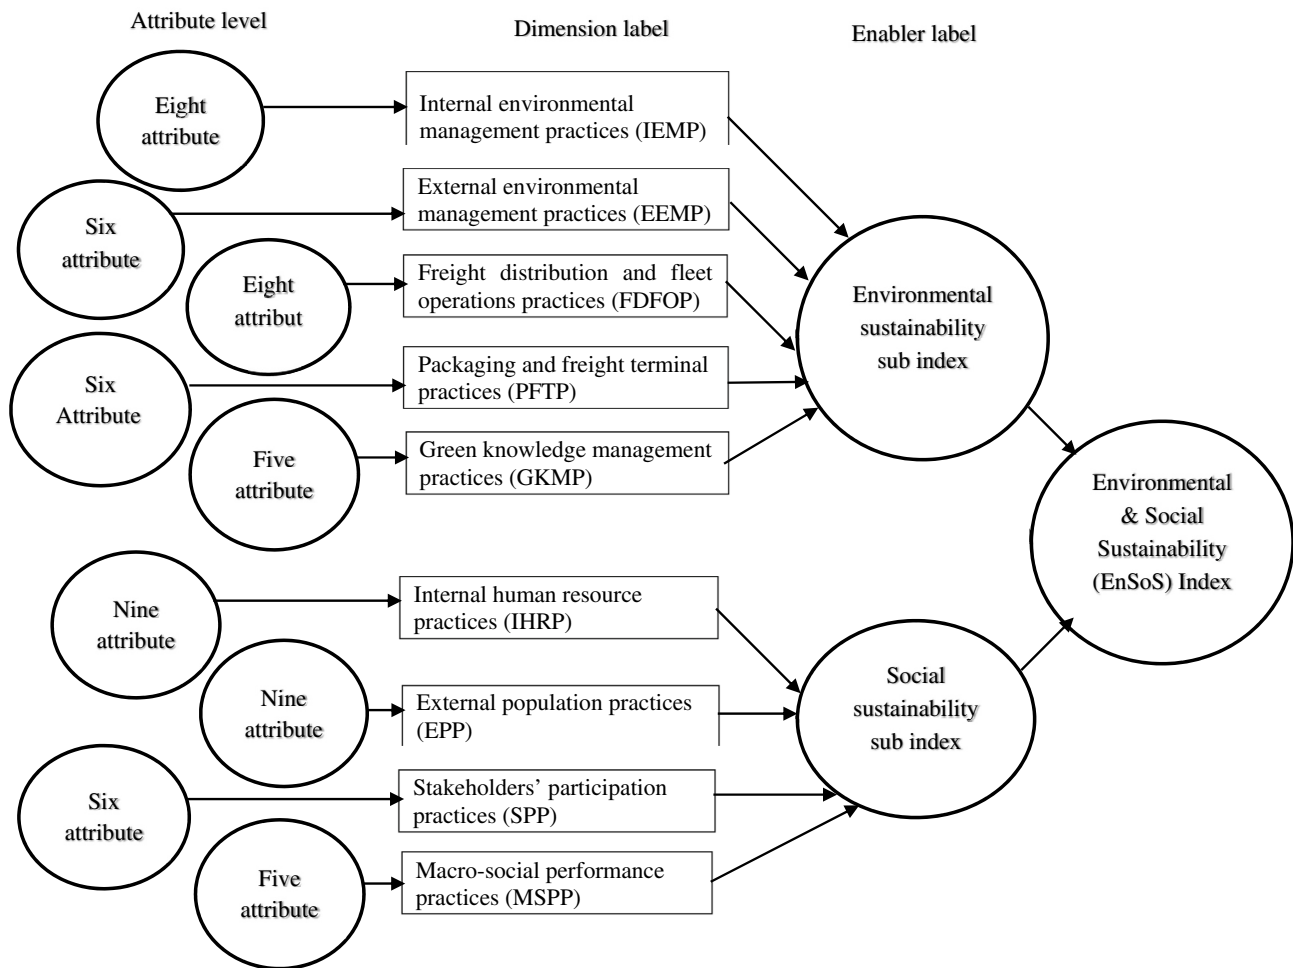 Attribute level
Dimension label
Enabler label
Eight
attribute
Internal environmental
management practices (IEMP)
Six
attribute
External environmental
management practices (EEMP)
Eight
attribut
Freight distribution and fleet
operations practices (FDFOP)
Six
Attribute
Packaging and freight terminal
practices (PFTP)
Five
attribute
Green knowledge management
practices (GKMP)
Environmental
sustainability
sub index
Environmental
& Social
Sustainability
(EnSoS) Index
Nine
attribute
Internal human resource
practices (IHRP)
Nine
attribute
External population practices
(EPP)
Social
sustainability
sub index
Six
attribute
Stakeholders’ participation
practices (SPP)
Five
attribute
Macro-social performance
practices (MSPP)